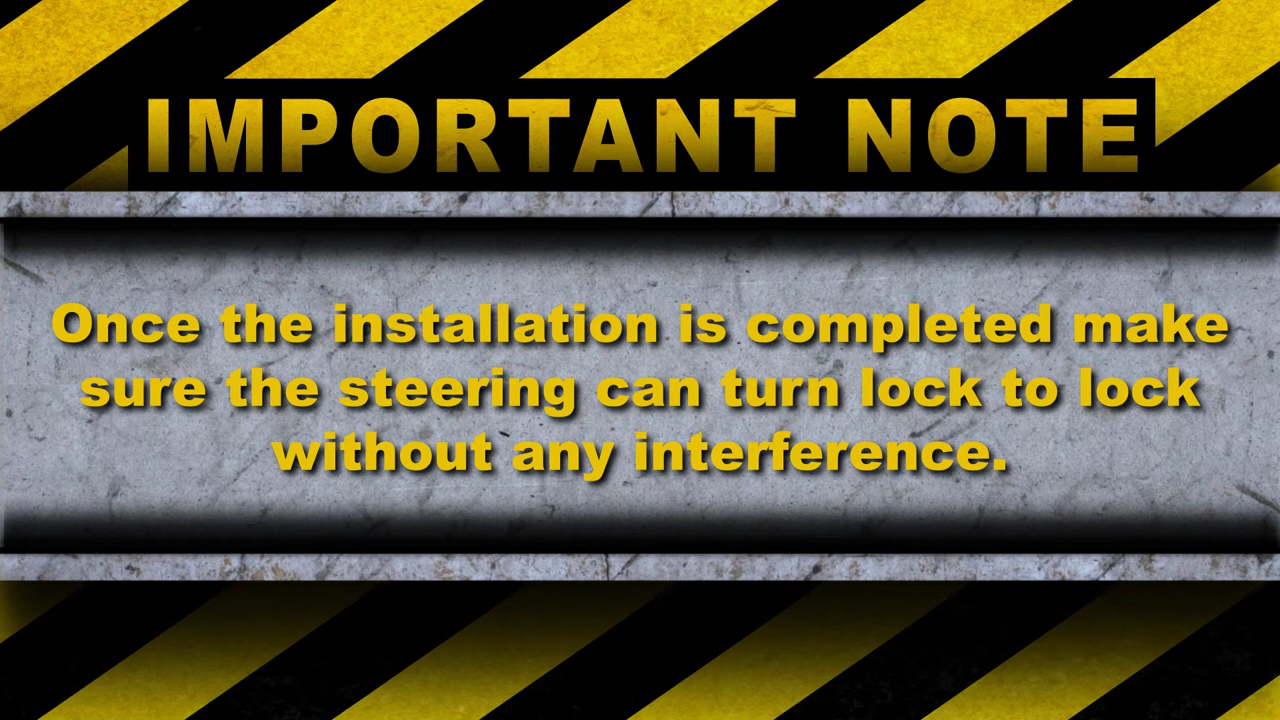 IMPORTANT NOTE
Once the installation is completed make
sure the steering can turn lock to lock
without any interference.